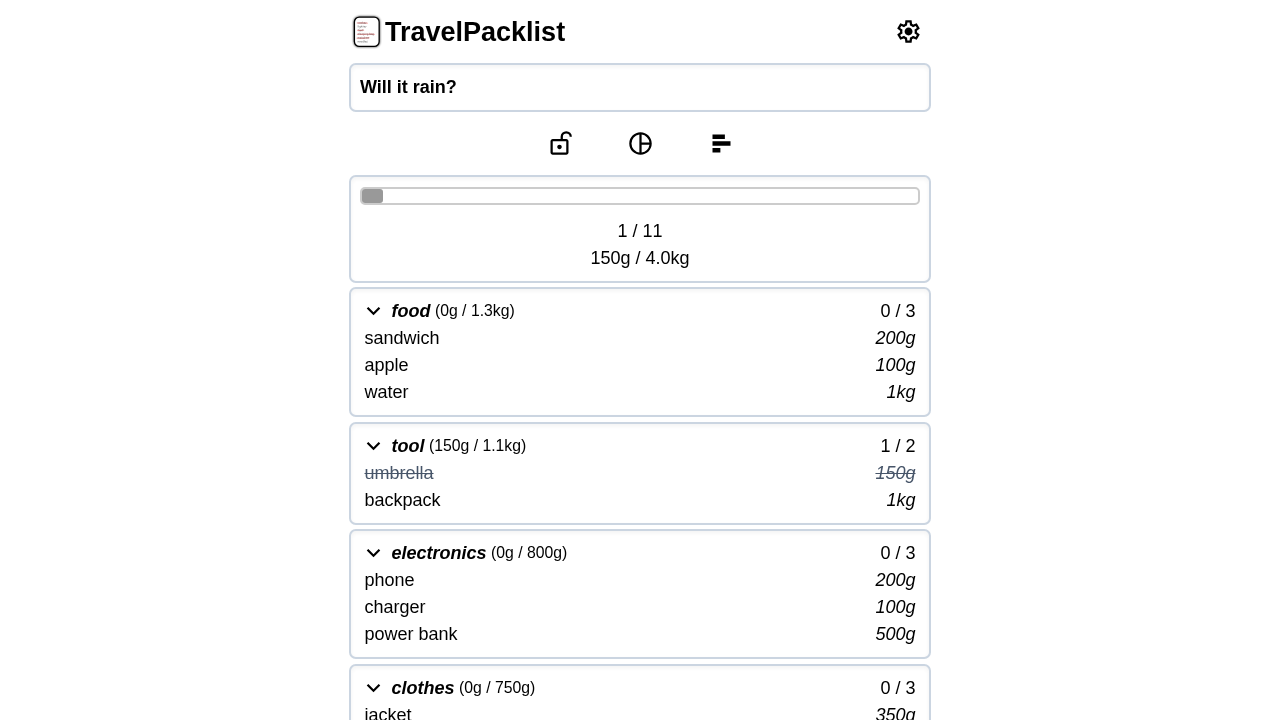 TravelPacklist
Will it rain?
1 / 11
150g / 4.0kg
food (0g / 1.3kg) 0 / 3
sandwich 200g
apple 100g
water 1kg
tool (150g / 1.1kg) 1 / 2
umbrella 150g
backpack 1kg
electronics (0g / 800g) 0 / 3
phone 200g
charger 100g
power bank 500g
clothes (0g / 750g) 0 / 3
jacket 350g